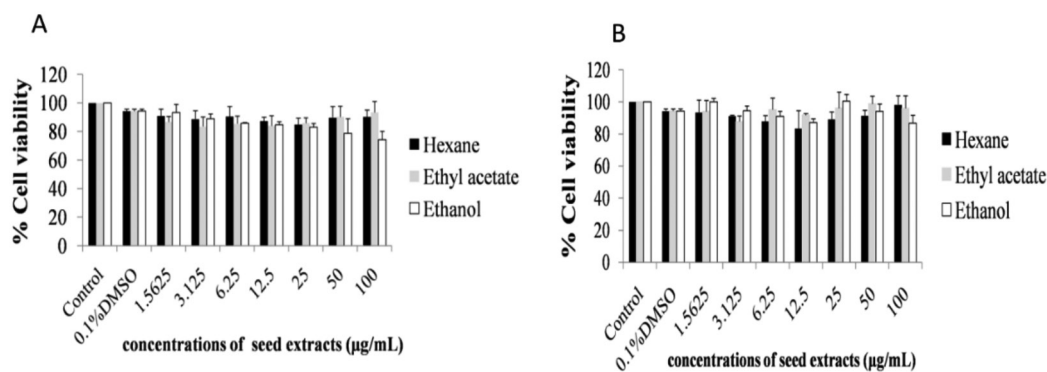 A
% Cell viability
120
100
80
60
40
20
0
Control
0.1%DMSO
1.5625
3.125
6.25
12.5
25
50
100
concentrations of seed extracts (µg/mL)
Hexane
Ethyl acetate
Ethanol
B
% Cell viability
120
100
80
60
40
20
0
Control
0.1%DMSO
1.5625
3.125
6.25
12.5
25
50
100
concentrations of seed extracts (µg/mL)
Hexane
Ethyl acetate
Ethanol